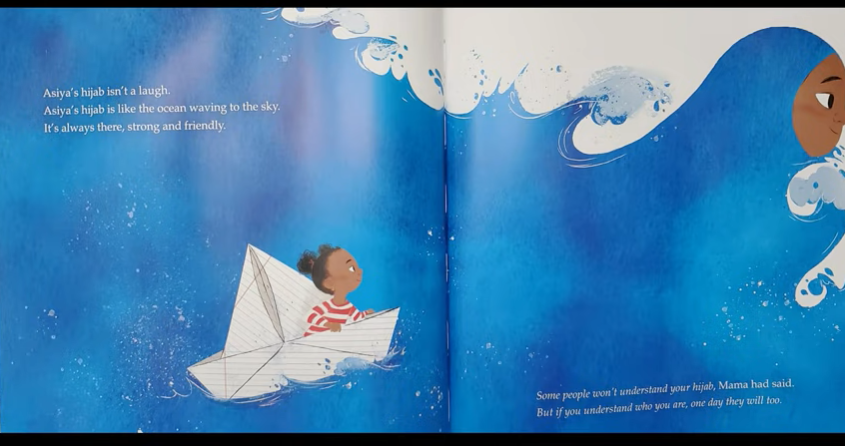 Asiya's hijab isn't a laugh.
Asiya's hijab is like the ocean waving to the sky.
It's always there, strong and friendly.
Some people won't understand your hijab, Mama had said.
But if you understand who you are, one day they will too.